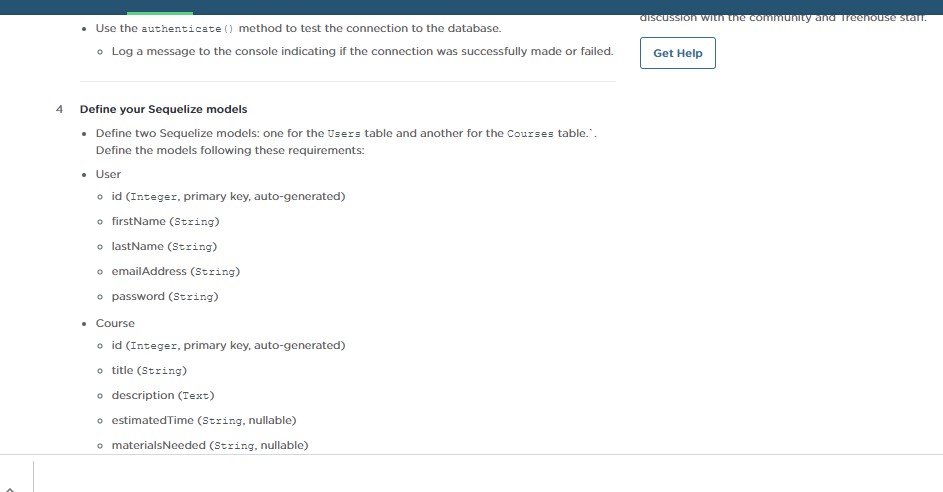 discussion with the community and Treehouse staff.
Get Help
• Use the authenticate() method to test the connection to the database.
○ Log a message to the console indicating if the connection was successfully made or failed.
4 Define your Sequelize models
• Define two Sequelize models: one for the Users table and another for the Courses table.`.
Define the models following these requirements:
• User
○ id (Integer, primary key, auto-generated)
○ firstName (String)
○ lastName (String)
○ emailAddress (String)
○ password (String)
• Course
○ id (Integer, primary key, auto-generated)
○ title (String)
○ description (Text)
○ estimatedTime (String, nullable)
○ materialsNeeded (String, nullable)